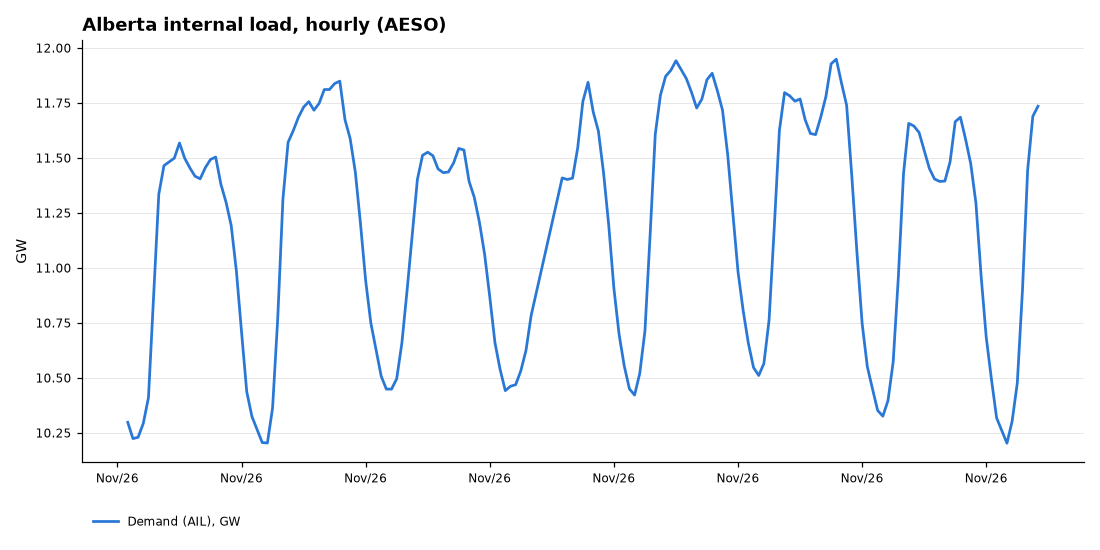 Alberta internal load, hourly (AESO)
12.00
11.75
11.50
11.25
11.00
10.75
10.50
10.25
GW
Nov/26 Nov/26 Nov/26 Nov/26 Nov/26 Nov/26 Nov/26 Nov/26
Demand (AIL), GW